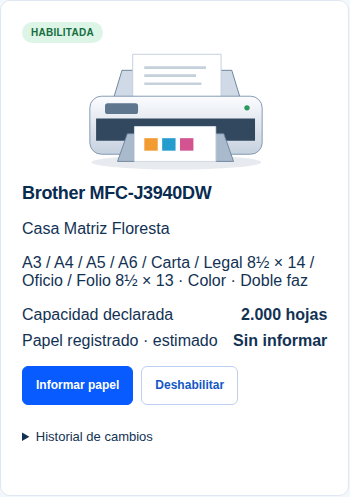 HABILITADA
Brother MFC-J3940DW
Casa Matriz Floresta
A3 / A4 / A5 / A6 / Carta / Legal 8½ × 14 /
Oficio / Folio 8½ × 13 · Color · Doble faz
Capacidad declarada 2.000 hojas
Papel registrado · estimado Sin informar
Informar papel Deshabilitar
Historial de cambios